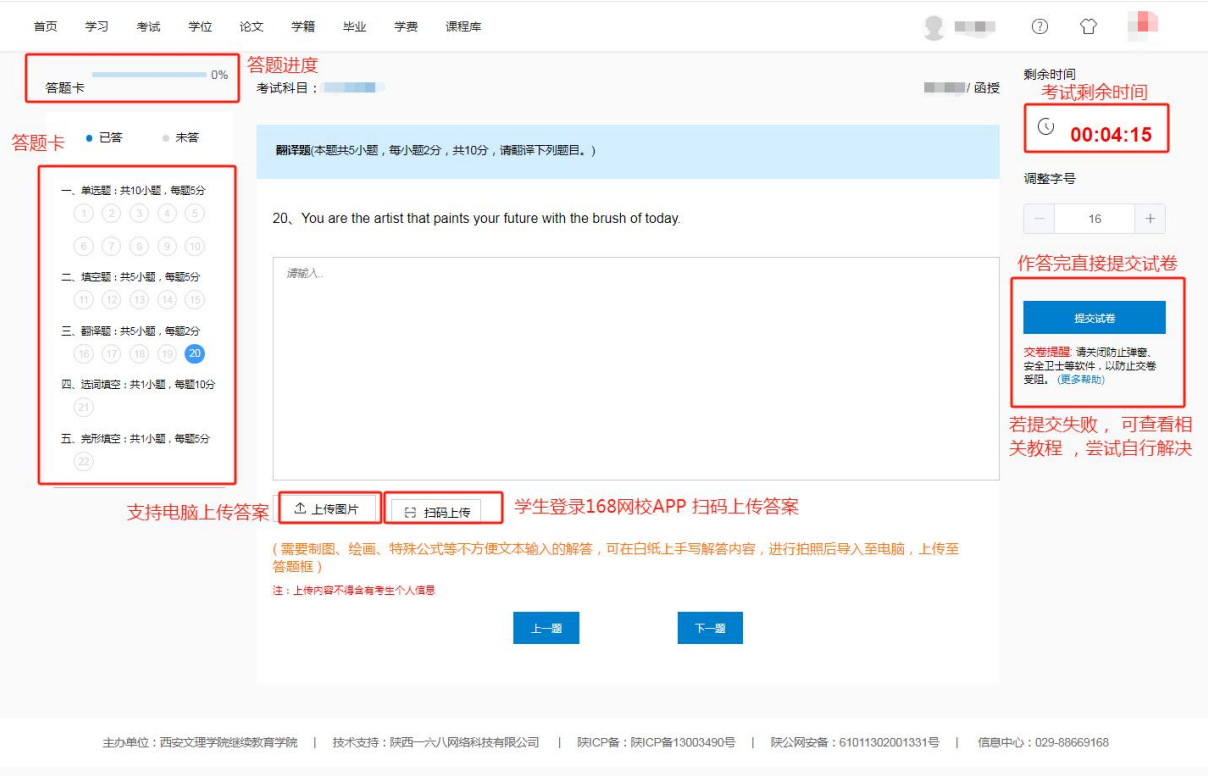 首页 学习 考试 学位 论文 学籍 毕业 学费 课程库
答题卡 0%
答题进度
考试科目：
/ 函授
剩余时间
考试剩余时间
00:04:15
答题卡
已答 未答
一、单选题：共10小题，每题5分
1 2 3 4 5
6 7 8 9 10
二、填空题：共5小题，每题5分
11 12 13 14 15
三、翻译题：共5小题，每题2分
16 17 18 19 20
四、选词填空：共1小题，每题10分
21
五、完形填空：共1小题，每题5分
22
翻译题(本题共5小题，每小题2分，共10分，请翻译下列题目。)
20、You are the artist that paints your future with the brush of today.
请输入..
支持电脑上传答案
上传图片
扫码上传
学生登录168网校APP 扫码上传答案
(需要制图、绘画、特殊公式等不方便文本输入的解答，可在白纸上手写解答内容，进行拍照后导入至电脑，上传至
答题框)
注：上传内容不得含有考生个人信息
上一题 下一题
调整字号
16
作答完直接提交试卷
提交试卷
交卷提醒: 请关闭防止弹窗、
安全卫士等软件，以防止交卷
受阻。 (更多帮助)
若提交失败，可查看相
关教程，尝试自行解决
主办单位：西安文理学院继续教育学院 | 技术支持：陕西一六八网络科技有限公司 | 陕ICP备：陕ICP备13003490号 | 陕公网安备：61011302001331号 | 信息中心：029-88669168